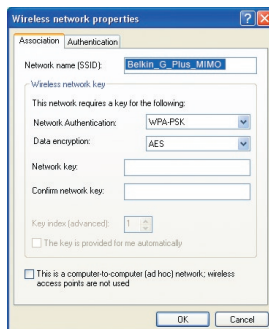 Wireless network properties
Association Authentication
Network name (SSID): Belkin_G_Plus_MIMO
Wireless network key
This network requires a key for the following:
Network Authentication: WPA-PSK
Data encryption: AES
Network key:
Confirm network key:
Key index (advanced): 1
The key is provided for me automatically
This is a computer-to-computer (ad hoc) network; wireless
access points are not used
OK Cancel